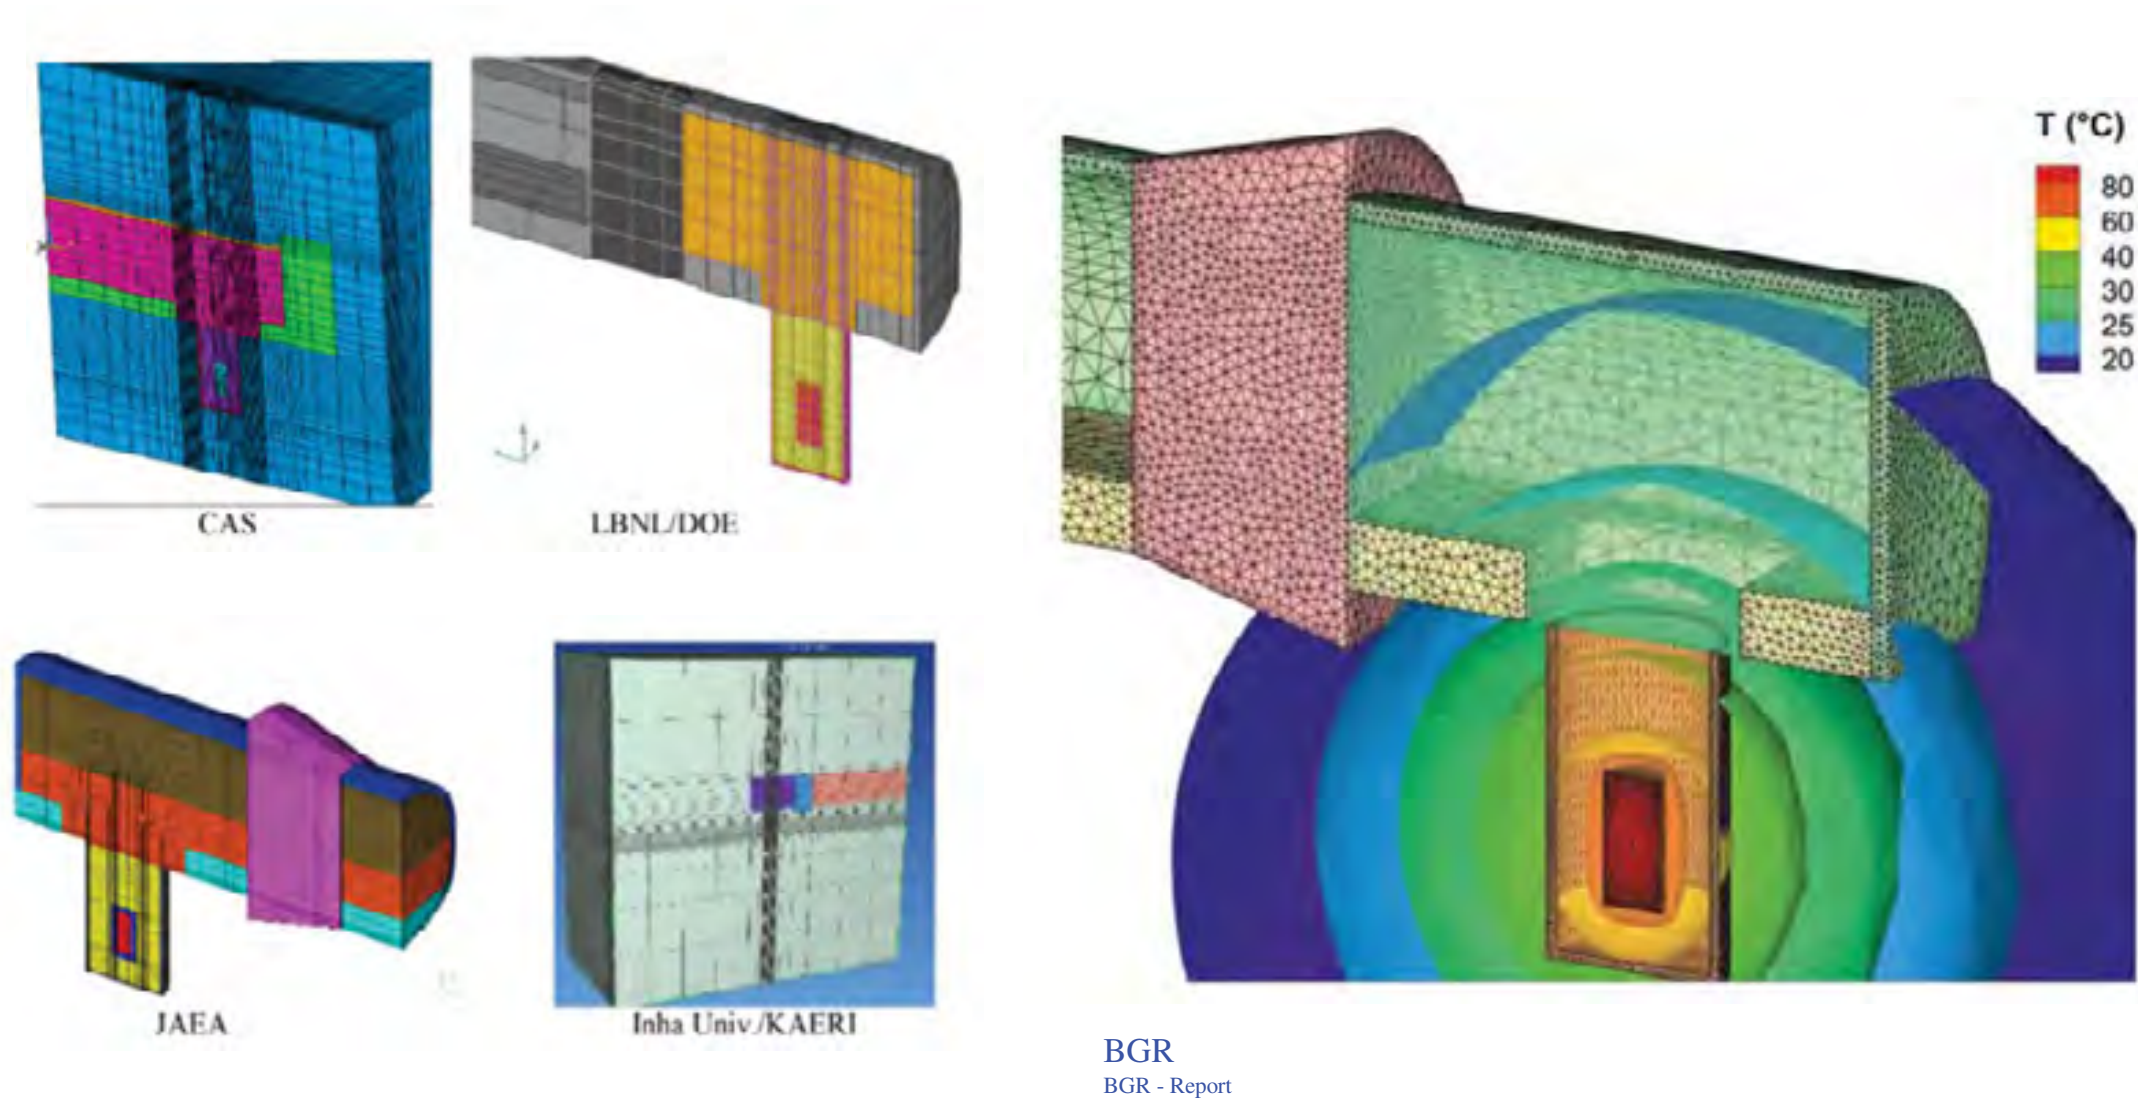 CAS
LBNL/DOE
T (°C)
80
60
40
30
25
20
JAEA
Inha Univ./KAERI
BGR
BGR - Report